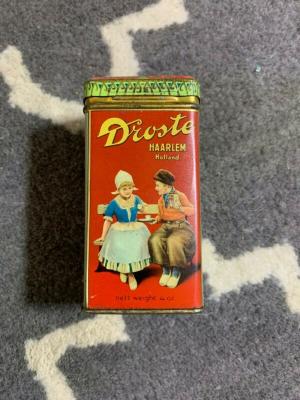 Droste
HAARLEM
Holland
nett weight 4 oz